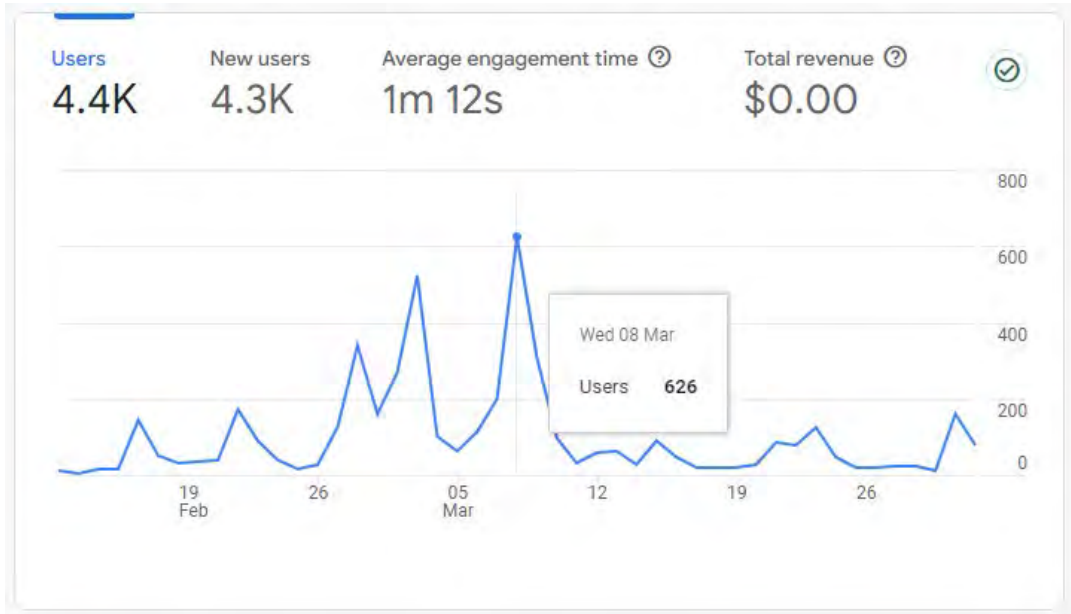 Users New users Average engagement time Total revenue
4.4K 4.3K 1m 12s $0.00
800
600
Wed 08 Mar 400
Users 626
200
0
19 26 05 12 19 26
Feb Mar